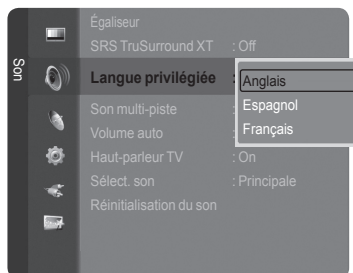 Son
Égaliseur
SRS TruSurround XT : Off
Langue privilégiée :
Anglais
Espagnol
Français
Son multi-piste
Volume auto
Haut-parleur TV : On
Sélect. son : Principale
Réinitialisation du son